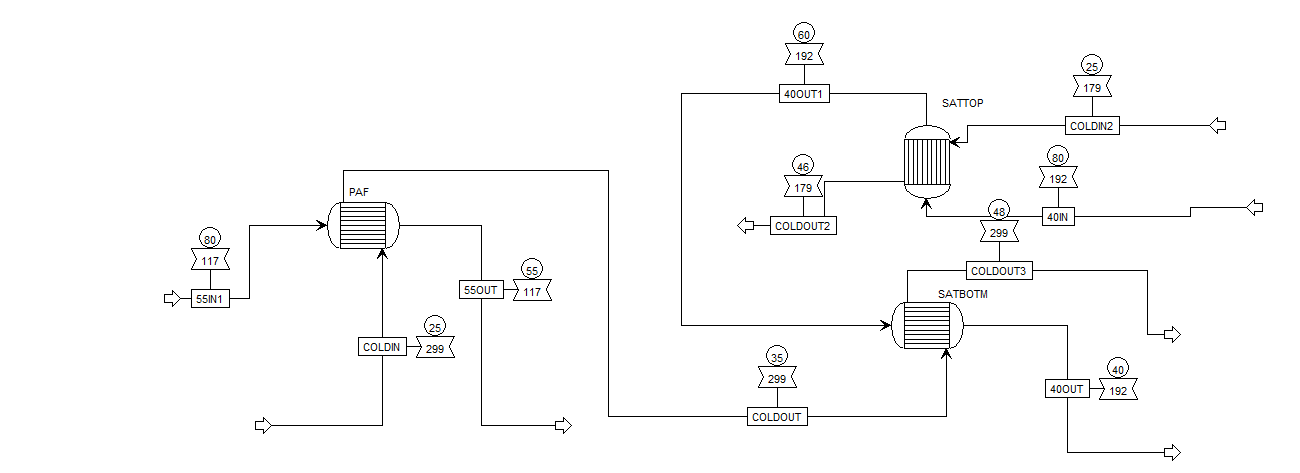 60
192
40OUT1
SATTOP
25
179
COLDIN2
46
179
COLDOUT2
80
192
40IN
48
299
COLDOUT3
PAF
80
117
55IN1
55
117
55OUT
25
299
COLDIN
SATBOTM
35
299
COLDOUT
40
192
40OUT